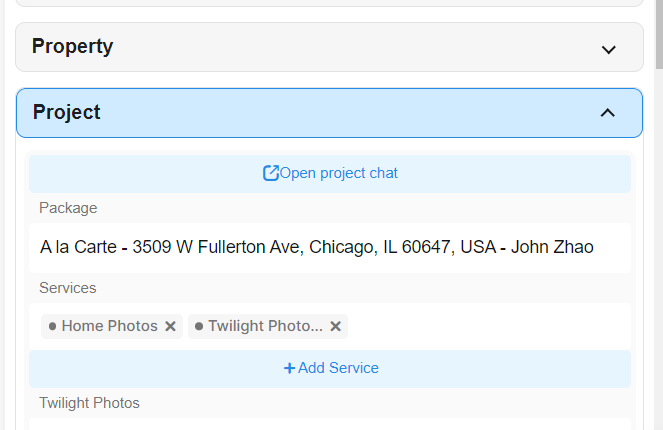 Property
Project
Open project chat
Package
A la Carte - 3509 W Fullerton Ave, Chicago, IL 60647, USA - John Zhao
Services
Home Photos × Twilight Photo... ×
+ Add Service
Twilight Photos